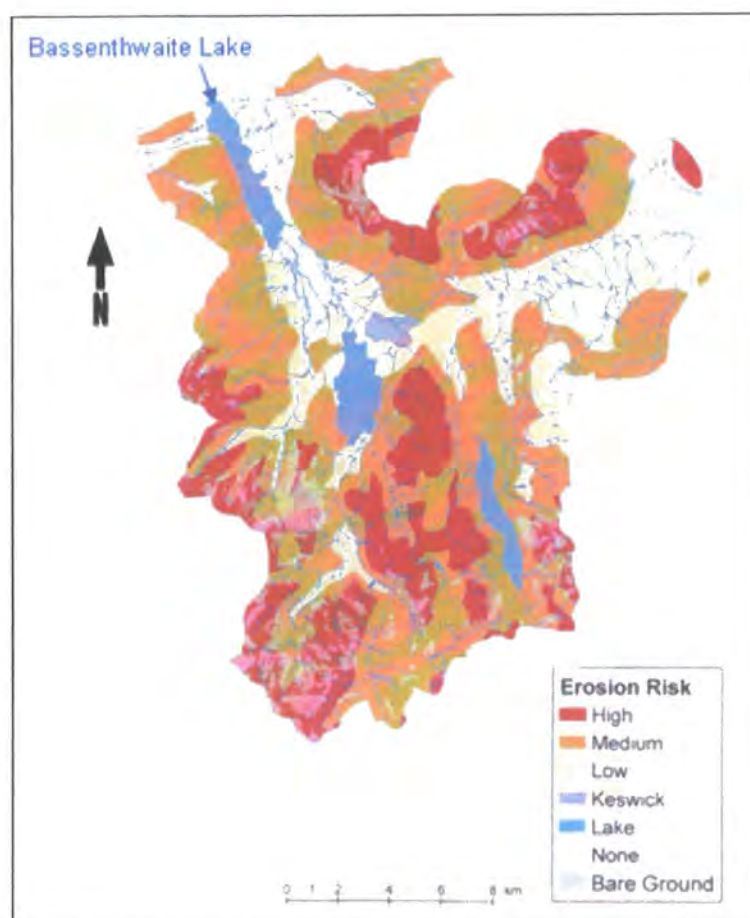 Bassenthwaite Lake
N
Erosion Risk
High
Medium
Low
Keswick
Lake
None
Bare Ground
0 1 2 4 6 8 km